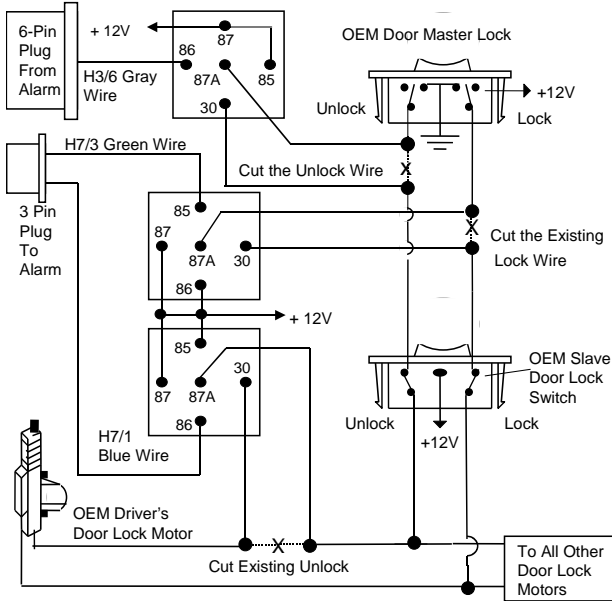 6-Pin
Plug
From
Alarm
+ 12V
87
86
87A
85
H3/6 Gray
Wire
30
OEM Door Master Lock
+12V
Unlock
Lock
H7/3 Green Wire
Cut the Unlock Wire
X
3 Pin
Plug
To
Alarm
85
87
87A
30
86
X
Cut the Existing
Lock Wire
+ 12V
85
30
87
87A
86
OEM Slave
Door Lock
Switch
Unlock
+12V
Lock
H7/1
Blue Wire
OEM Driver's
Door Lock Motor
X
Cut Existing Unlock
To All Other
Door Lock
Motors